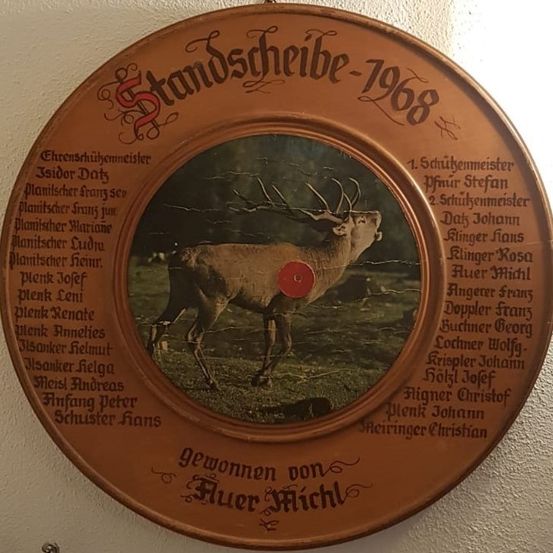 Standscheibe-1968
Ehrenschützenmeister
Isidor Datz
Planitscher Franz sen
Planitscher Franz jun
Planitscher Mariane
Planitscher Ludw.
Planitscher Heinr.
Plenk Josef
Plenk Leni
Plenk Renate
Plenk Annelies
Ilsanker Helmut
Ilsanker Helga
Meisl Andreas
Anfang Peter
Schuster Hans
1. Schützenmeister
Pfnür Stefan
2. Schützenmeister
Datz Johann
Klinger Hans
Klinger Rosa
Auer Michl
Angerer Franz
Doppler Franz
Buchner Georg
Lochner Wolfg.
Krispler Johann
Hölzl Josef
Aigner Christof
Plenk Johann
Meiringer Christian
gewonnen von
Auer Michl